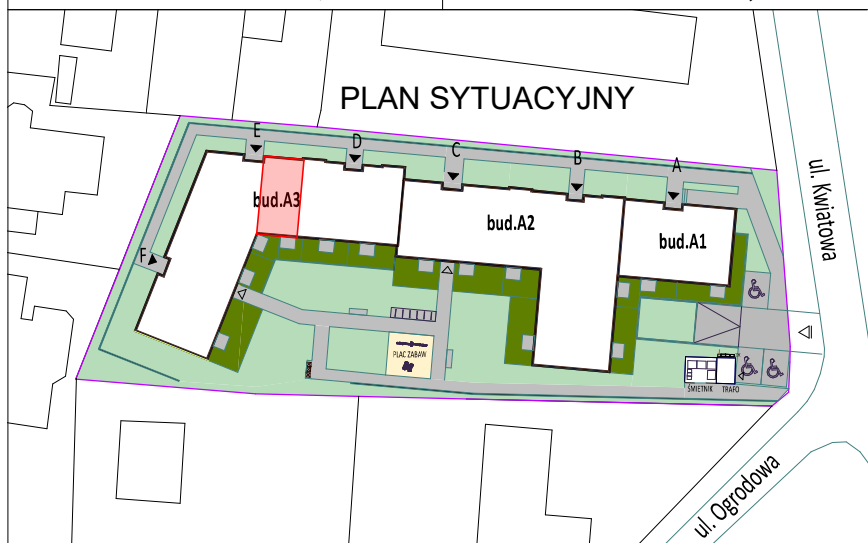 PLAN SYTUACYJNY
E
D
C
B
A
ul. Kwiatowa
bud.A3
bud.A2
bud.A1
F
PLAC ZABAW
ŚMIETNIK TRAFO
ul. Ogrodowa